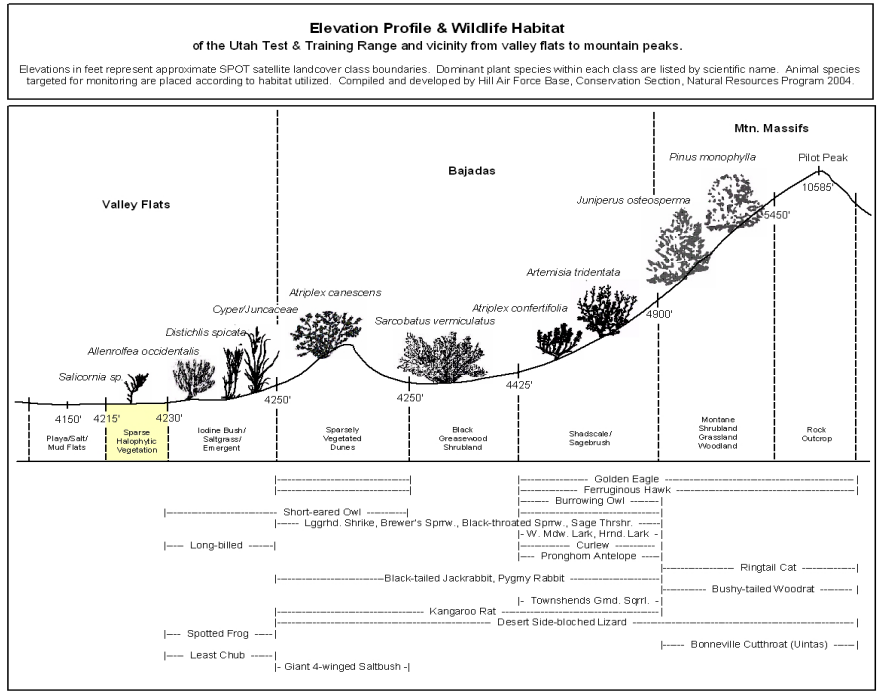 Elevation Profile & Wildlife Habitat
of the Utah Test & Training Range and vicinity from valley flats to mountain peaks.
Elevations in feet represent approximate SPOT satellite landcover class boundaries. Dominant plant species within each class are listed by scientific name. Animal species
targeted for monitoring are placed according to habitat utilized. Compiled and developed by Hill Air Force Base, Conservation Section, Natural Resources Program 2004.
Mtn. Massifs
Pinus monophylla
Pilot Peak
Bajadas
10585'
Valley Flats
Juniperus osteosperma
5450'
Artemisia tridentata
Atriplex canescens
Cyper/Juncaceae
Atriplex confertifolia
4900'
Sarcobatus vermiculatus
Distichlis spicata
Allenrolfea occidentalis
Salicornia sp.
4150'
4215'
4230'
4250'
4250'
4425'
Playa/Salt/
Mud Flats
Sparse
Halophytic
Vegetation
Iodine Bush/
Saltgrass/
Emergent
Sparsely
Vegetated
Dunes
Black
Greasewood
Shrubland
Shadscale/
Sagebrush
Montane
Shrubland
Grassland
Woodland
Rock
Outcrop
Golden Eagle
Ferruginous Hawk
Burrowing Owl
Short-eared Owl
Lggrhd. Shrike, Brewer's Sprrw., Black-throated Sprrw., Sage Thrshr.
W. Mdw. Lark, Hrnd. Lark
Long-billed
Curlew
Pronghorn Antelope
Ringtail Cat
Black-tailed Jackrabbit, Pygmy Rabbit
Bushy-tailed Woodrat
Townshends Grnd. Sqrrl.
Kangaroo Rat
Desert Side-bloched Lizard
Spotted Frog
Bonneville Cutthroat (Uintas)
Least Chub
Giant 4-winged Saltbush